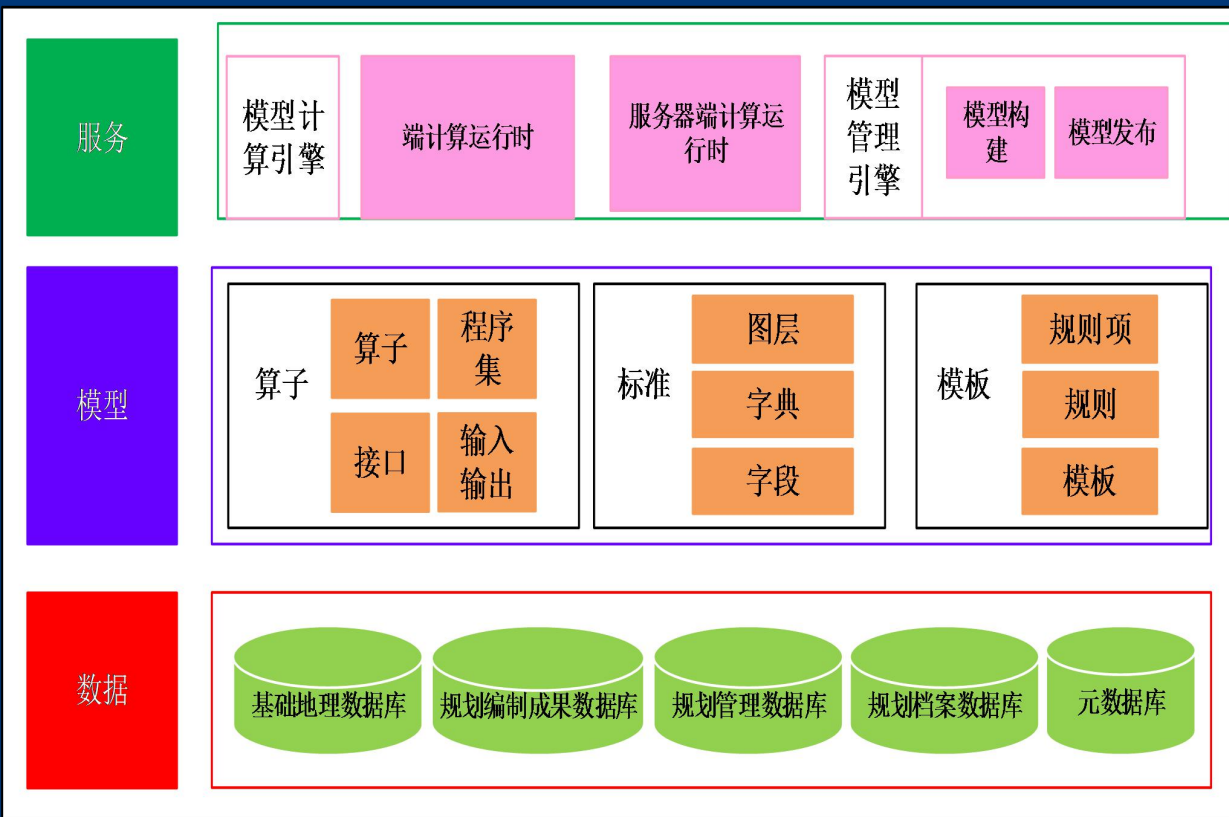 服务
模型计
算引擎
端计算运行时
服务器端计算运
行时
模型
管理
引擎
模型构
建
模型发布
模型
算子
算子
程序
集
接口
输入
输出
标准
图层
字典
字段
模板
规则项
规则
模板
数据
基础地理数据库
规划编制成果数据库
规划管理数据库
规划档案数据库
元数据库